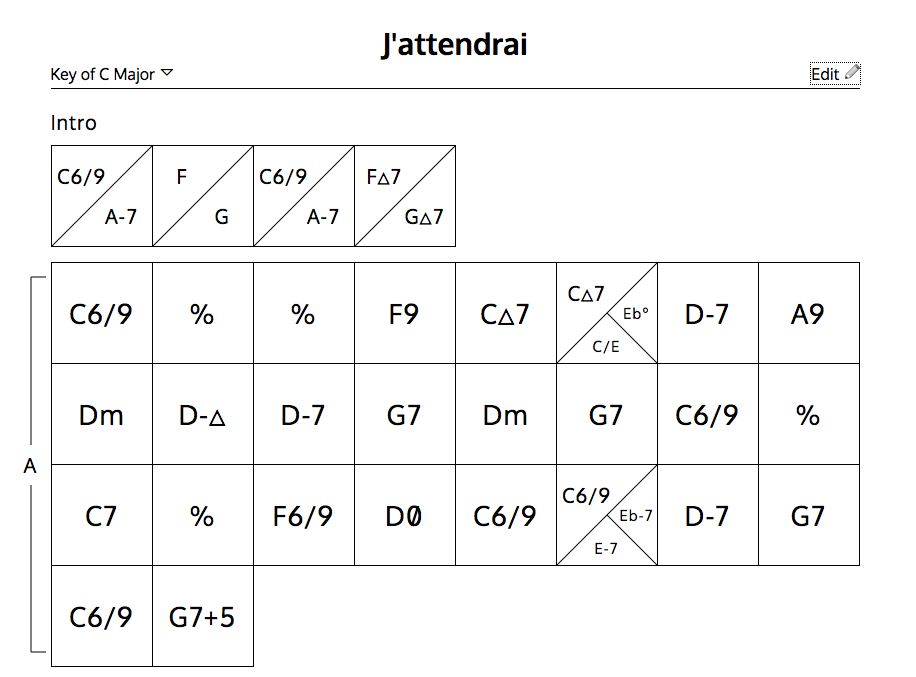 J'attendrai
Key of C Major ▽
Edit
Intro
C6/9 A-7 F G C6/9 A-7 F△7 G△7
C6/9 % % F9 C△7 C△7 C/E Eb° D-7 A9
Dm D-△ D-7 G7 Dm G7 C6/9 %
A
C7 % F6/9 DØ C6/9 C6/9 E-7 Eb-7 D-7 G7
C6/9 G7+5